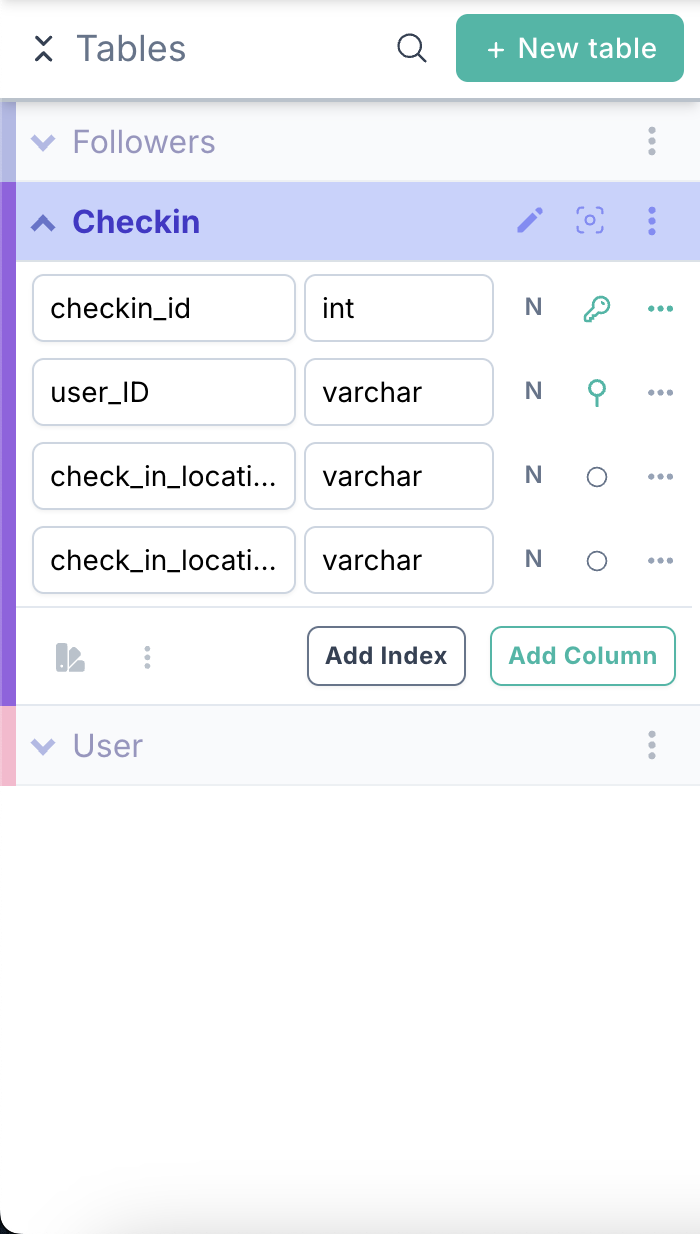 Tables + New table
Followers
Checkin
checkin_id int N
user_ID varchar N
check_in_locati... varchar N
check_in_locati... varchar N
Add Index Add Column
User